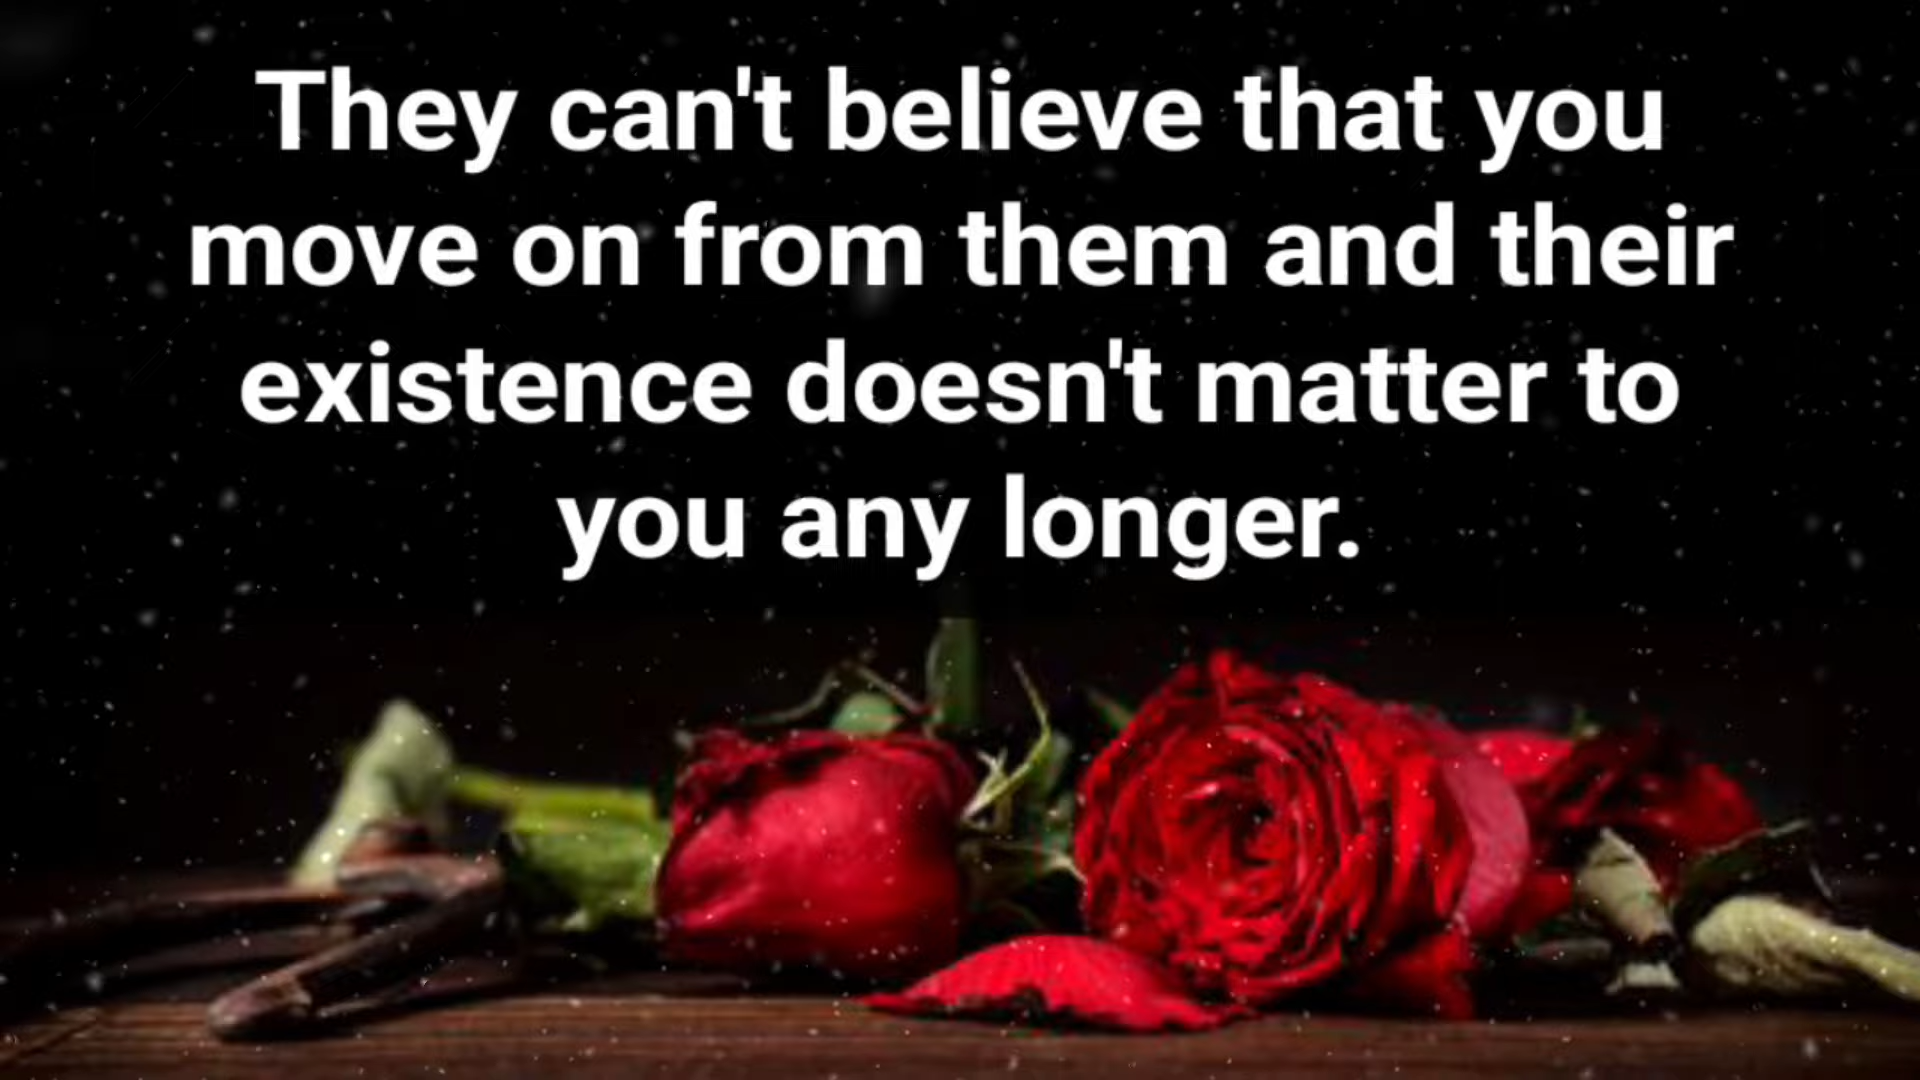 They can't believe that you
move on from them and their
existence doesn't matter to
you any longer.